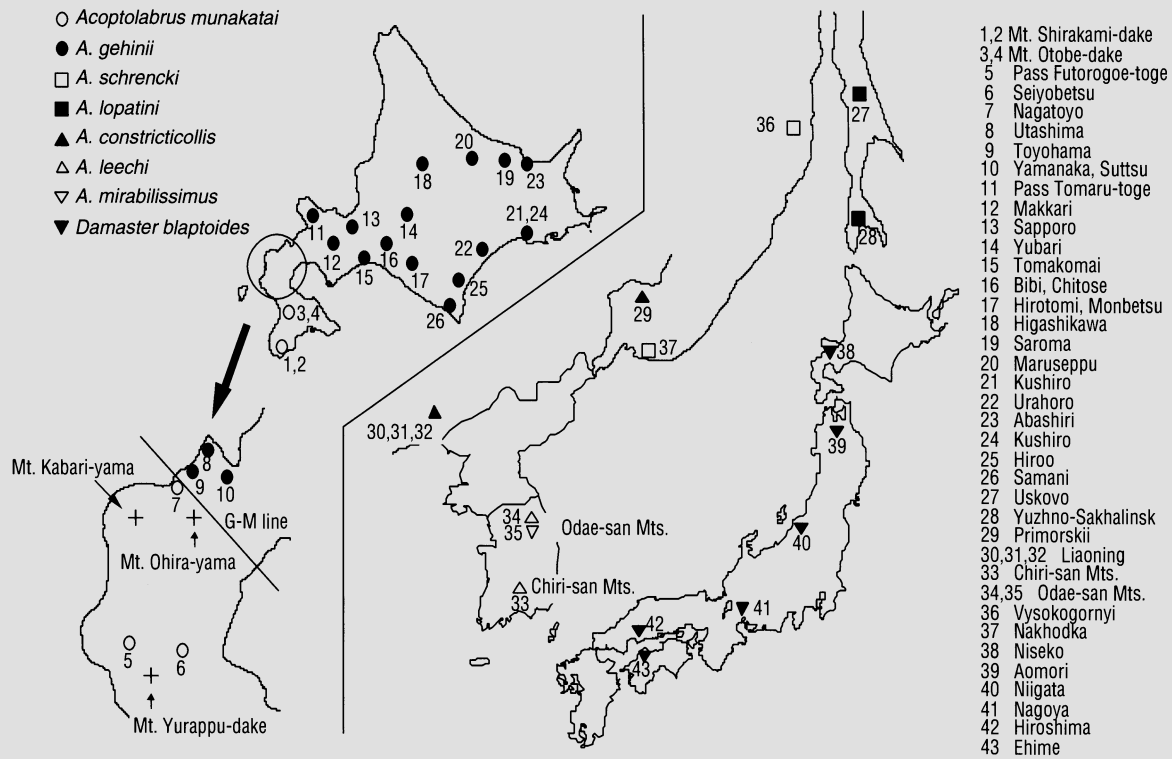 Acoptolabrus munakatai
A. gehinii
A. schrencki
A. lopatini
A. constricticollis
A. leechi
A. mirabilissimus
Damaster blaptoides
20
18
19
23
11
13
14
21,24
12
15
16
17
22
25
26
3,4
1,2
36
27
28
29
37
30,31,32
38
39
34
35
Odae-san Mts.
40
Chiri-san Mts.
33
41
42
43
Mt. Kabari-yama
8
9
10
7
G-M line
Mt. Ohira-yama
5
6
Mt. Yurappu-dake
1,2 Mt. Shirakami-dake
3,4 Mt. Otobe-dake
5 Pass Futorogoe-toge
6 Seiyobetsu
7 Nagatoyo
8 Utashima
9 Toyohama
10 Yamanaka, Suttsu
11 Pass Tomaru-toge
12 Makkari
13 Sapporo
14 Yubari
15 Tomakomai
16 Bibi, Chitose
17 Hirotomi, Monbetsu
18 Higashikawa
19 Saroma
20 Maruseppu
21 Kushiro
22 Urahoro
23 Abashiri
24 Kushiro
25 Hiroo
26 Samani
27 Uskovo
28 Yuzhno-Sakhalinsk
29 Primorskii
30,31,32 Liaoning
33 Chiri-san Mts.
34,35 Odae-san Mts.
36 Vysokogornyi
37 Nakhodka
38 Niseko
39 Aomori
40 Niigata
41 Nagoya
42 Hiroshima
43 Ehime